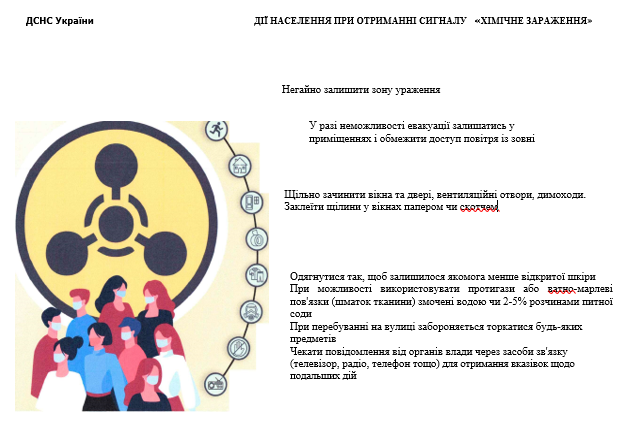 ДСНС України
ДІЇ НАСЕЛЕННЯ ПРИ ОТРИМАННІ СИГНАЛУ «ХІМІЧНЕ ЗАРАЖЕННЯ»
Негайно залишити зону ураження
У разі неможливості евакуації залишатись у
приміщеннях і обмежити доступ повітря із зовні
Щільно зачинити вікна та двері, вентиляційні отвори, димоходи.
Заклеїти щілини у вікнах папером чи скотчем
Одягнутися так, щоб залишилося якомога менше відкритої шкіри
При можливості використовувати протигази або ватно-марлеві
пов'язки (шматок тканини) змочені водою чи 2-5% розчинами питної
соди
При перебуванні на вулиці забороняється торкатися будь-яких
предметів
Чекати повідомлення від органів влади через засоби зв'язку
(телевізор, радіо, телефон тощо) для отримання вказівок щодо
подальших дій